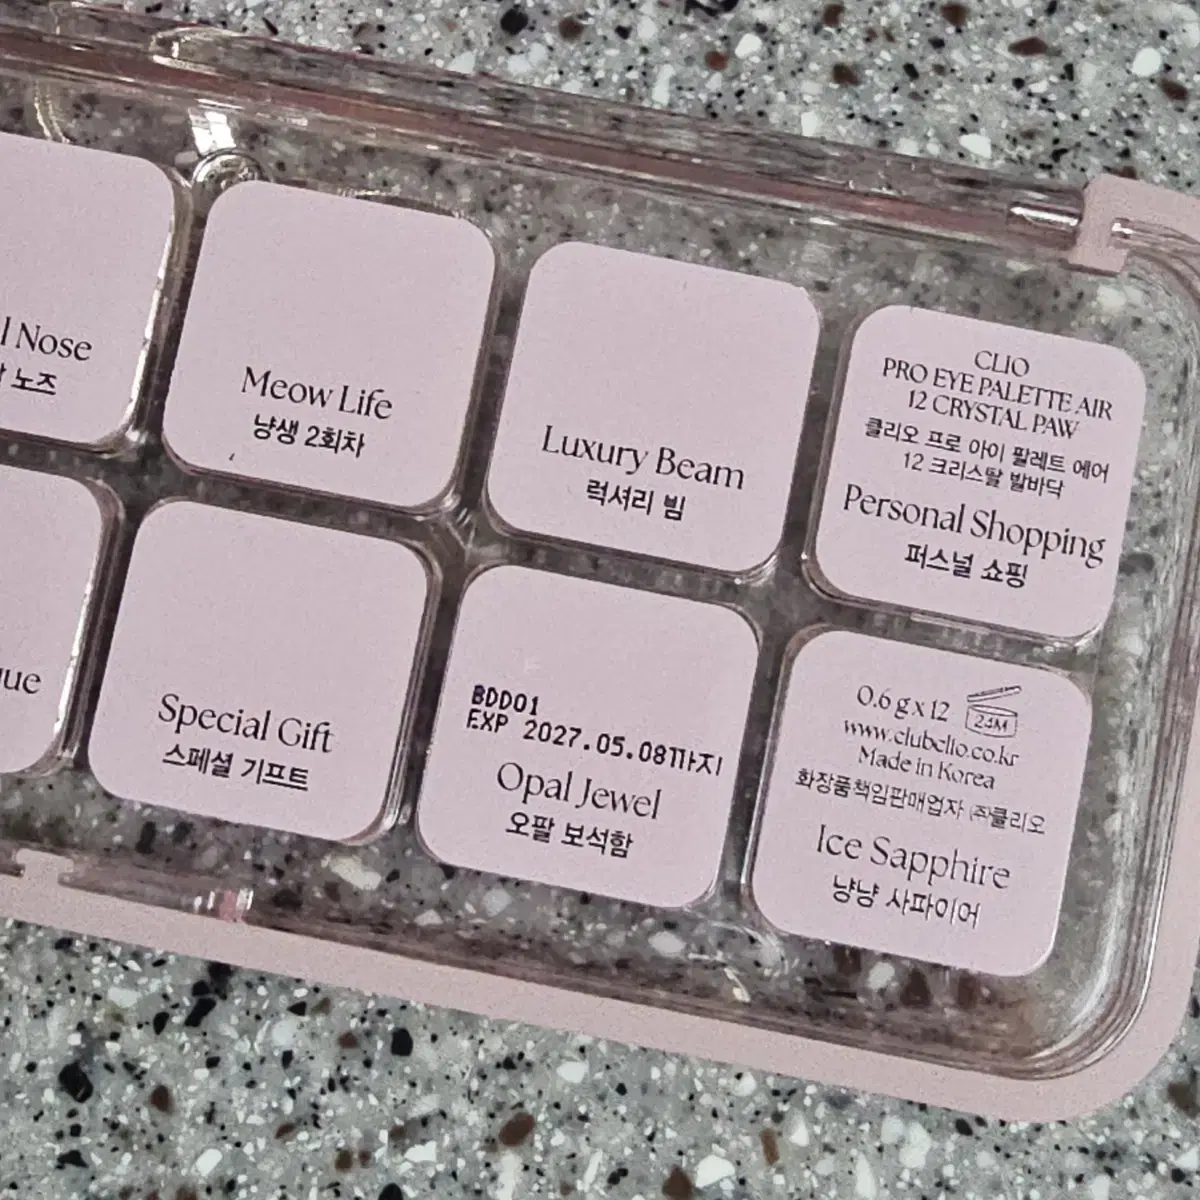 l Nose
노즈
Meow Life
냥생 2회차
Luxury Beam
럭셔리 빔
CLIO
PRO EYE PALETTE AIR
12 CRYSTAL PAW
클리오 프로 아이 팔레트 에어
12 크리스탈 발바닥
Personal Shopping
퍼스널 쇼핑
ue
Special Gift
스페셜 기프트
BDD01
EXP 2027.05.08까지
Opal Jewel
오팔 보석함
0.6 g x 12 24M
www.clubclio.co.kr
Made in Korea
화장품책임판매업자 ㈜클리오
Ice Sapphire
냥냥 사파이어